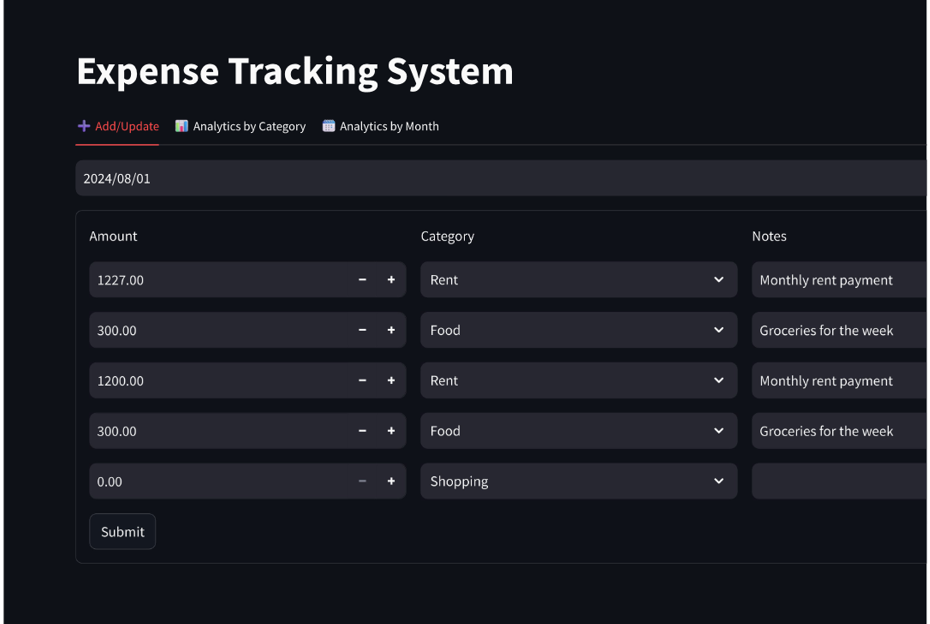 Expense Tracking System
Add/Update Analytics by Category Analytics by Month
2024/08/01
Amount Category Notes
1227.00 - + Rent Monthly rent payment
300.00 - + Food Groceries for the week
1200.00 - + Rent Monthly rent payment
300.00 - + Food Groceries for the week
0.00 - + Shopping
Submit